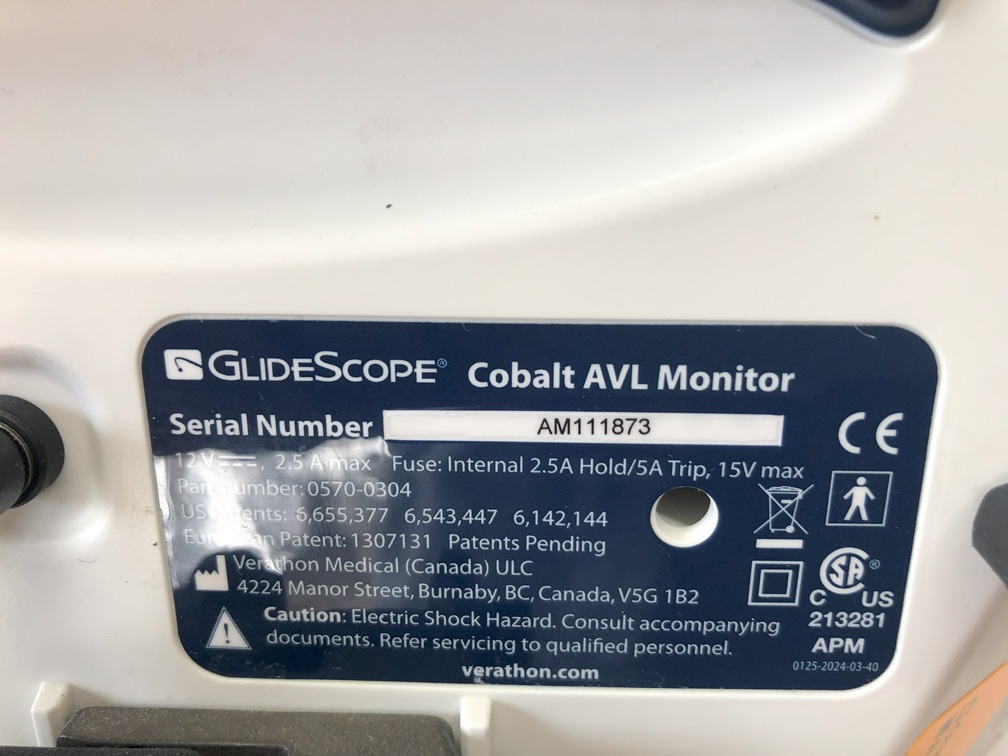 GLIDESCOPE® Cobalt AVL Monitor
Serial Number AM111873
12 V, 2.5 A max Fuse: Internal 2.5A Hold/5A Trip, 15V max
Part number: 0570-0304
US Patents: 6,655,377 6,543,447 6,142,144
European Patent: 1307131 Patents Pending
Verathon Medical (Canada) ULC
4224 Manor Street, Burnaby, BC, Canada, V5G 1B2
Caution: Electric Shock Hazard. Consult accompanying
documents. Refer servicing to qualified personnel.
verathon.com
CE
SA®
C US
213281
APM
0125-2024-03-40